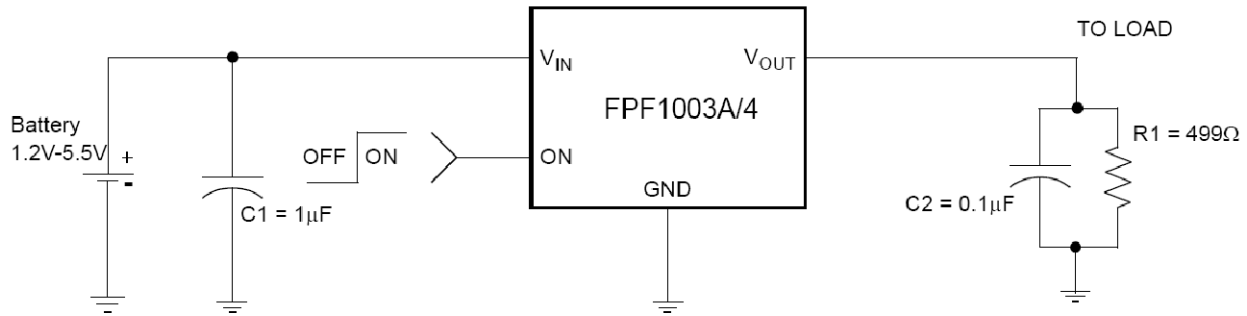 TO LOAD
V_IN
V_OUT
FPF1003A/4
Battery
1.2V-5.5V
+
-
OFF
ON
ON
GND
C1 = 1μF
R1 = 499Ω
C2 = 0.1μF